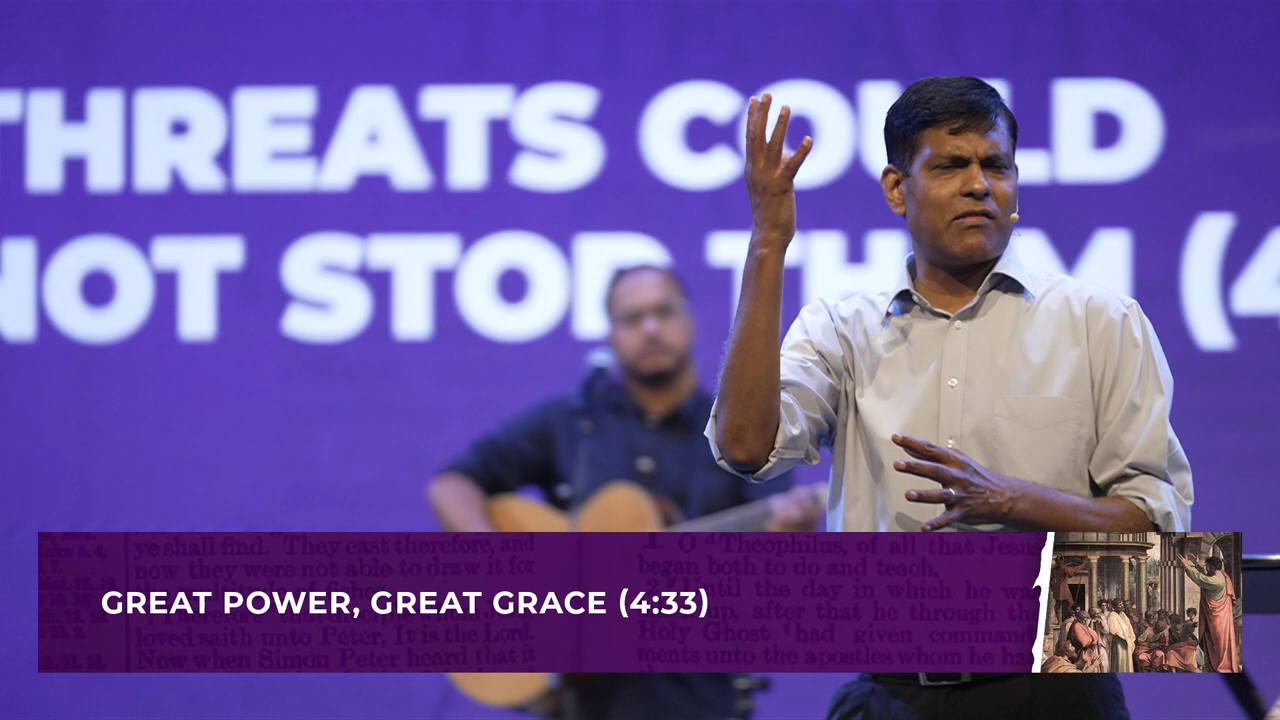 THREATS COULD
NOT STOP THEM (4
GREAT POWER, GREAT GRACE (4:33)
ye shall find. They cast therefore, and
now they were not able to draw it for
loved saith unto Peter, It is the Lord.
Now when Simon Peter heard that it
O Theophilus, of all that Jesus
began both to do and teach,
2 Until the day in which he was
up, after that he through the
Holy Ghost had given command
ments unto the apostles whom he had